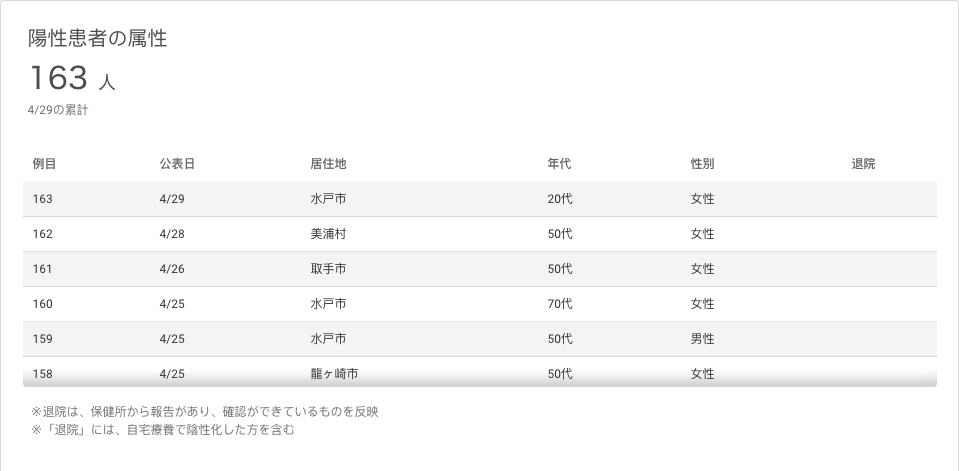 陽性患者の属性
163 人
4/29の累計
例目 公表日 居住地 年代 性別 退院
163 4/29 水戸市 20代 女性
162 4/28 美浦村 50代 女性
161 4/26 取手市 50代 女性
160 4/25 水戸市 70代 女性
159 4/25 水戸市 50代 男性
158 4/25 龍ヶ崎市 50代 女性
※退院は、保健所から報告があり、確認ができているものを反映
※「退院」には、自宅療養で陰性化した方を含む